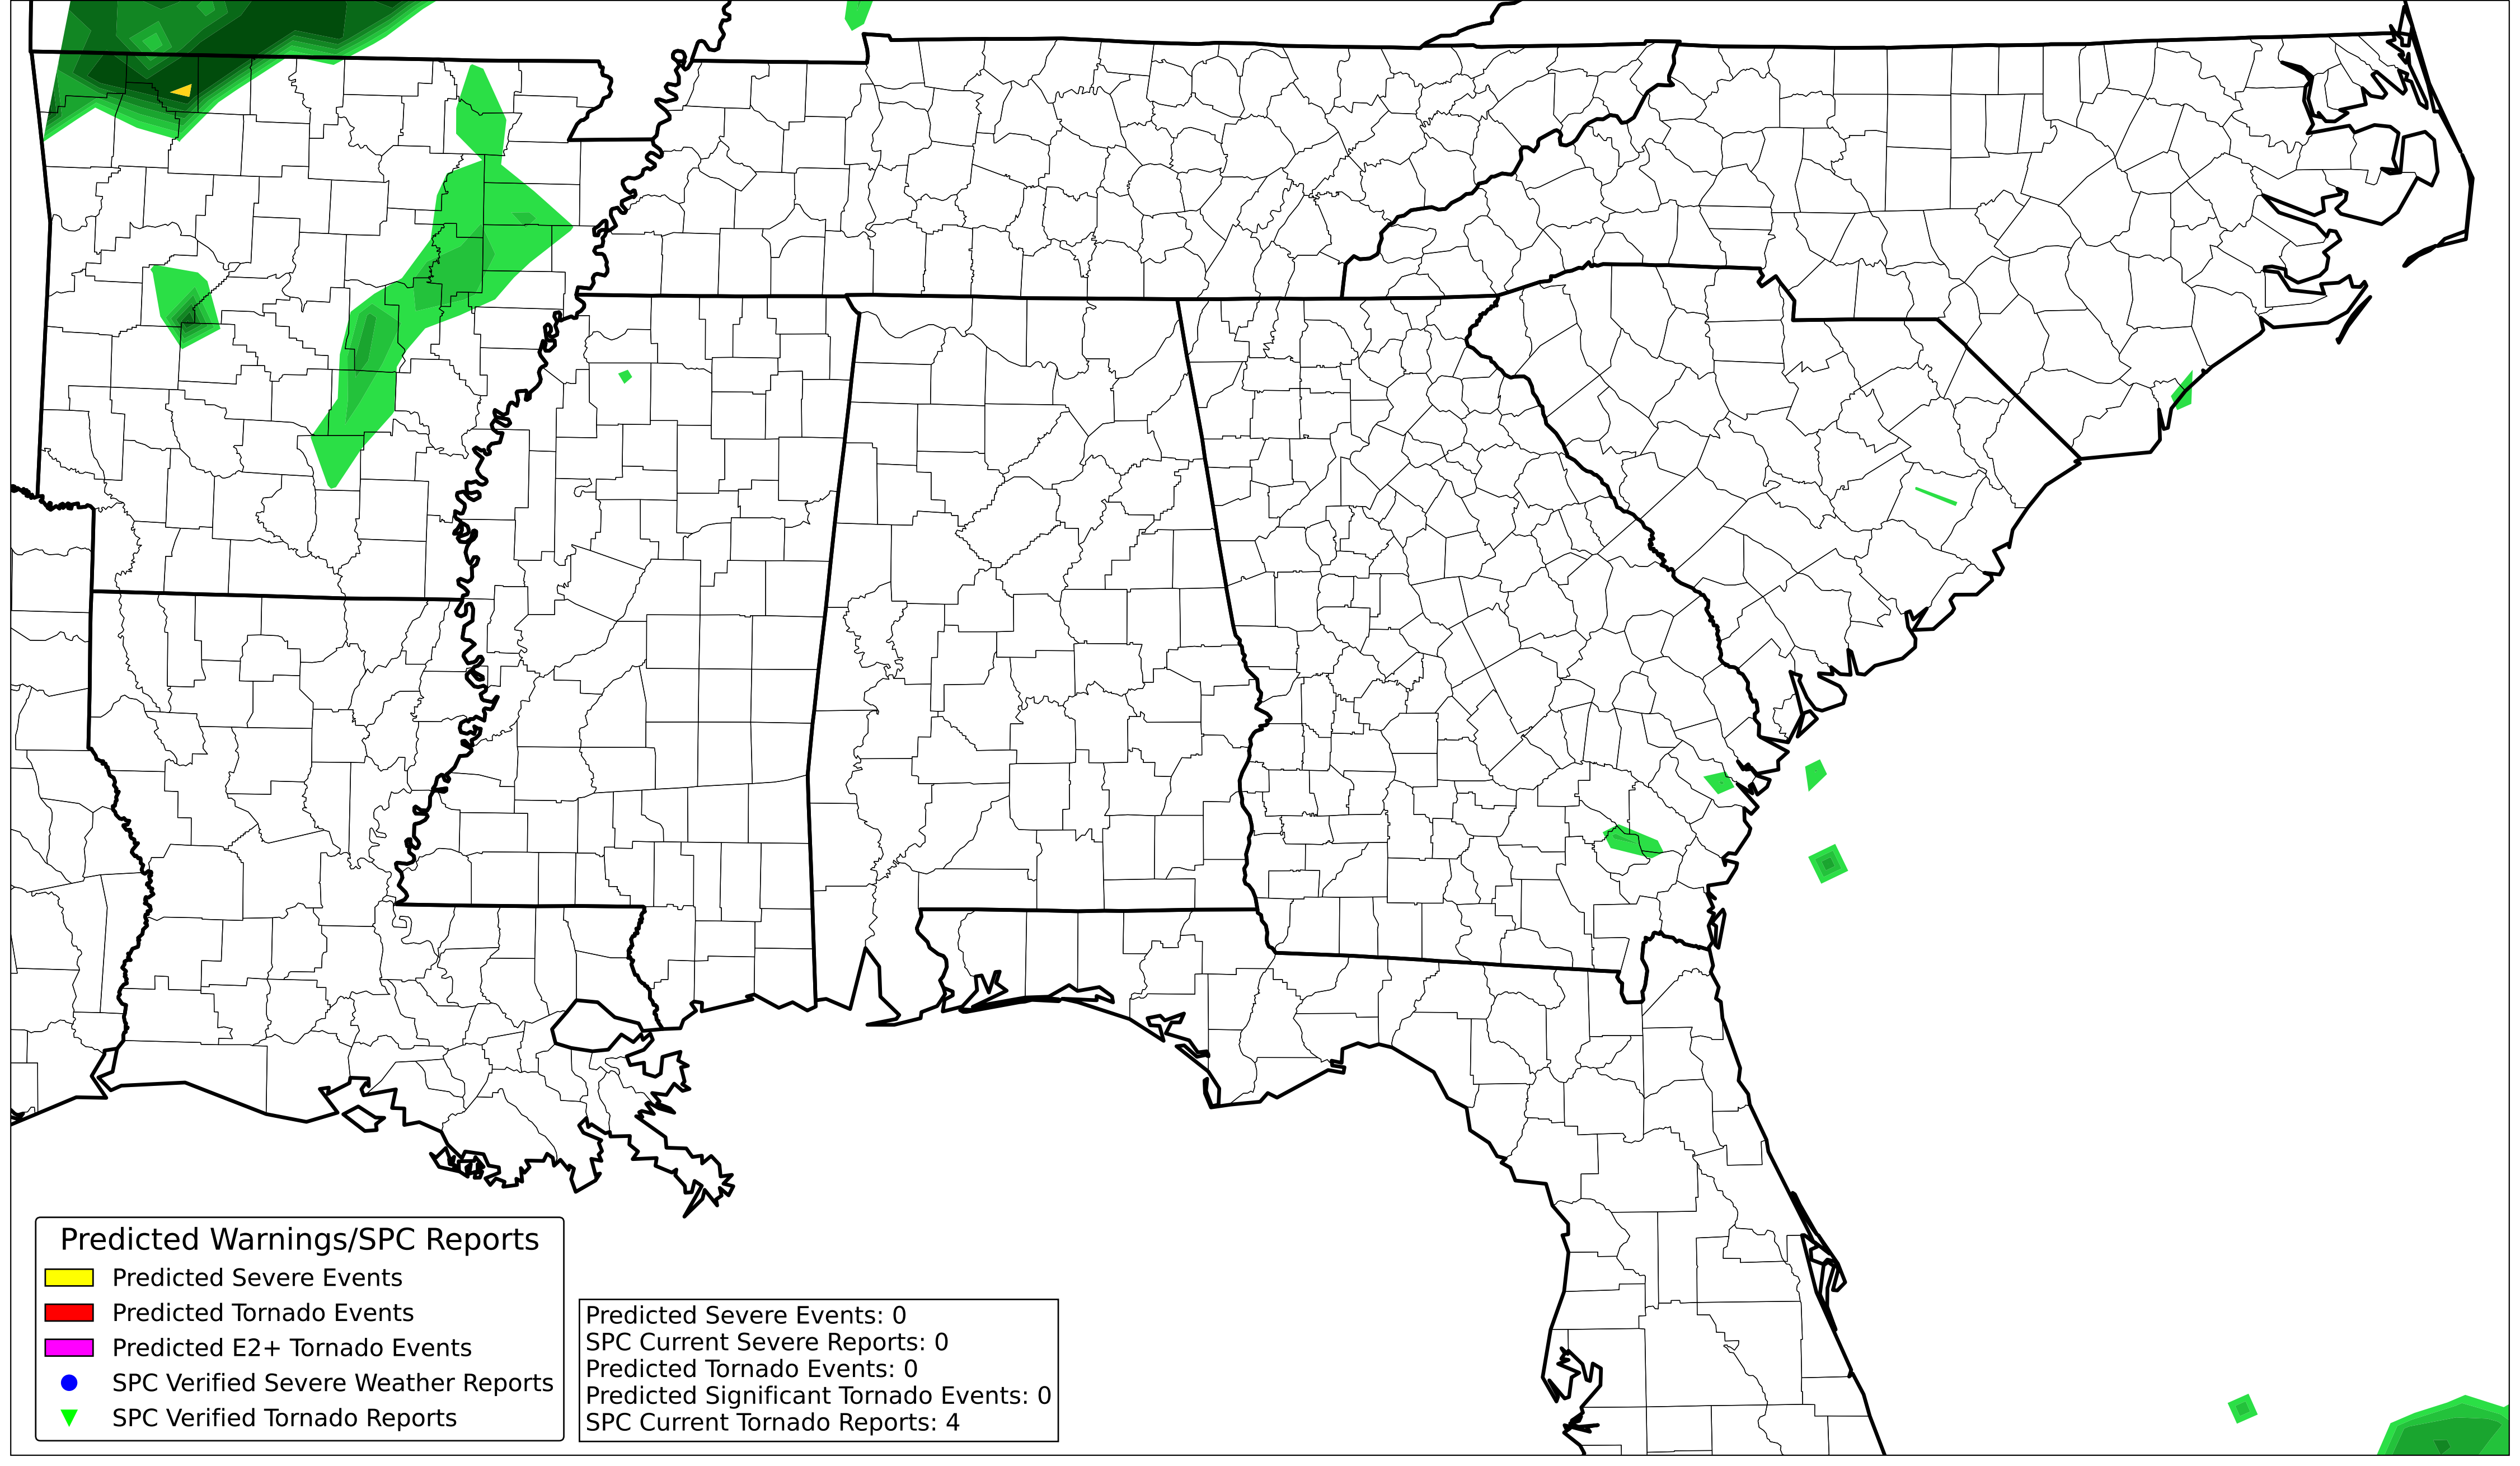 Predicted Warnings/SPC Reports
Predicted Severe Events
Predicted Tornado Events
Predicted E2+ Tornado Events
SPC Verified Severe Weather Reports
SPC Verified Tornado Reports
Predicted Severe Events: 0
SPC Current Severe Reports: 0
Predicted Tornado Events: 0
Predicted Significant Tornado Events: 0
SPC Current Tornado Reports: 4